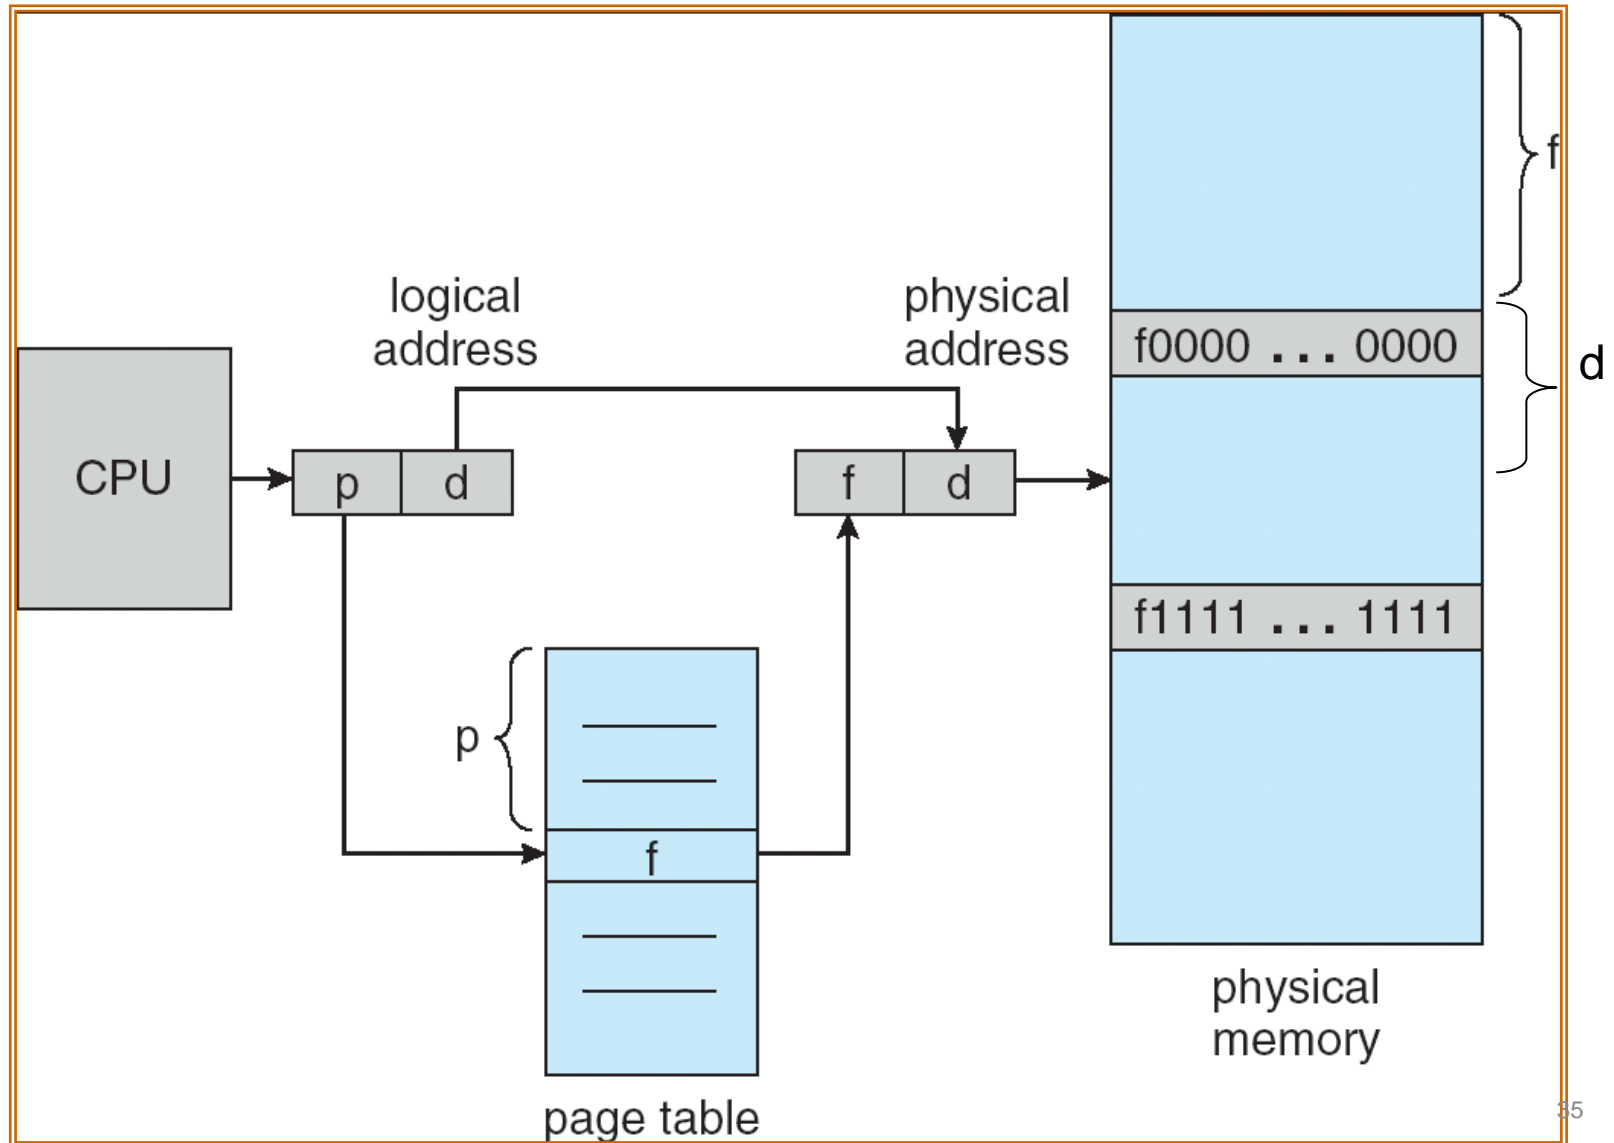 logical
address
physical
address
CPU
p
d
f
d
f0000 ... 0000
f1111 ... 1111
f
d
p
f
page table
physical
memory
35